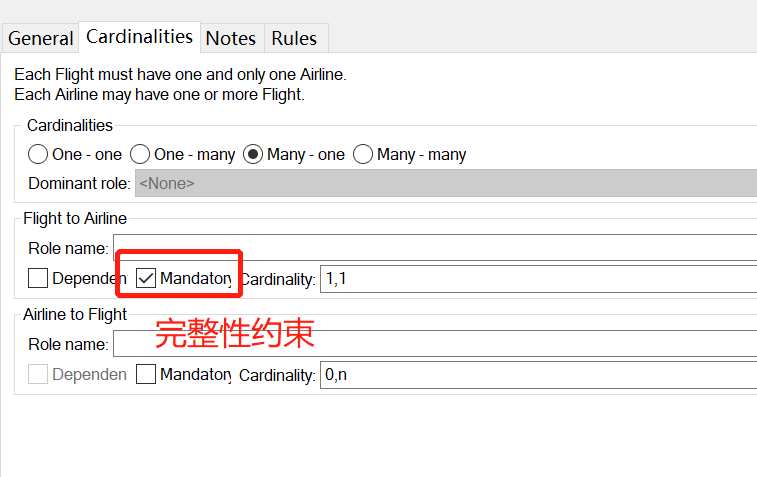 General Cardinalities Notes Rules
Each Flight must have one and only one Airline.
Each Airline may have one or more Flight.
Cardinalities
One - one One - many Many - one Many - many
Dominant role: <None>
Flight to Airline
Role name:
Dependen Mandatory Cardinality: 1,1
Airline to Flight
完整性约束
Role name:
Dependen Mandatory Cardinality: 0,n